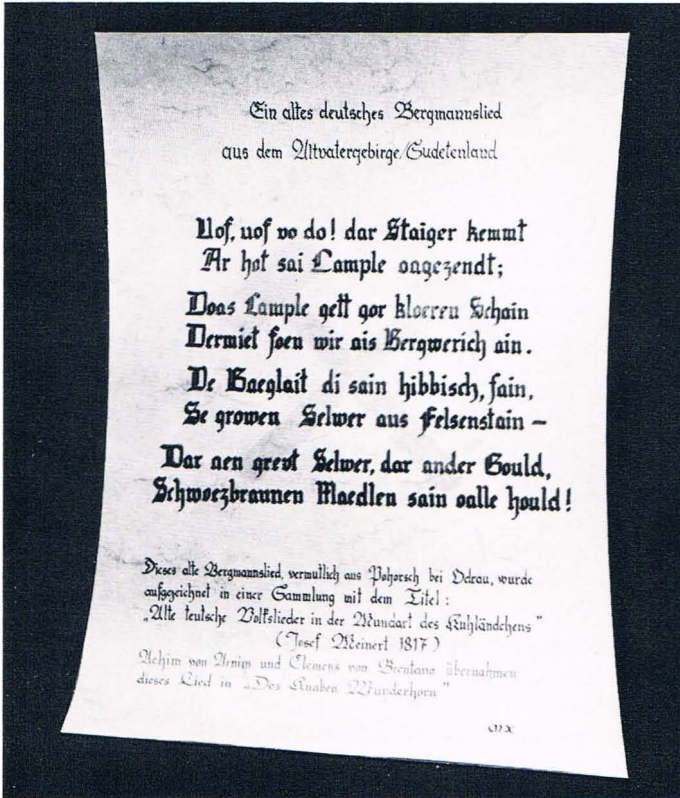 Ein altes deutsches Bergmannslied
aus dem Altvatergebirge/Sudetenland
Uof, uof vo do! dar Staiger kemmt
Ar hot sai Lample oagezendt;
Doas Lample gett gor kloeren Schain
Dermiet foen wir ais Bergwerich ain.
De Baeglait di sain hibbisch, fain,
Se growen Selwer aus Felsenstain –
Dar aen grevt Selwer, dar ander Gould,
Schwoezbraunen Maedlen sain oalle hould!
Dieses alte Bergmannslied, vermutlich aus Pohorsch bei Odrau, wurde
aufgezeichnet in einer Sammlung mit dem Titel:
„Alte teutsche Volkslieder in der Mundart des Kuhländchens"
(Josef Meinert 1817)
Achim von Arnim und Clemens von Brentano übernahmen
dieses Lied in „Des Knaben Wunderhorn"